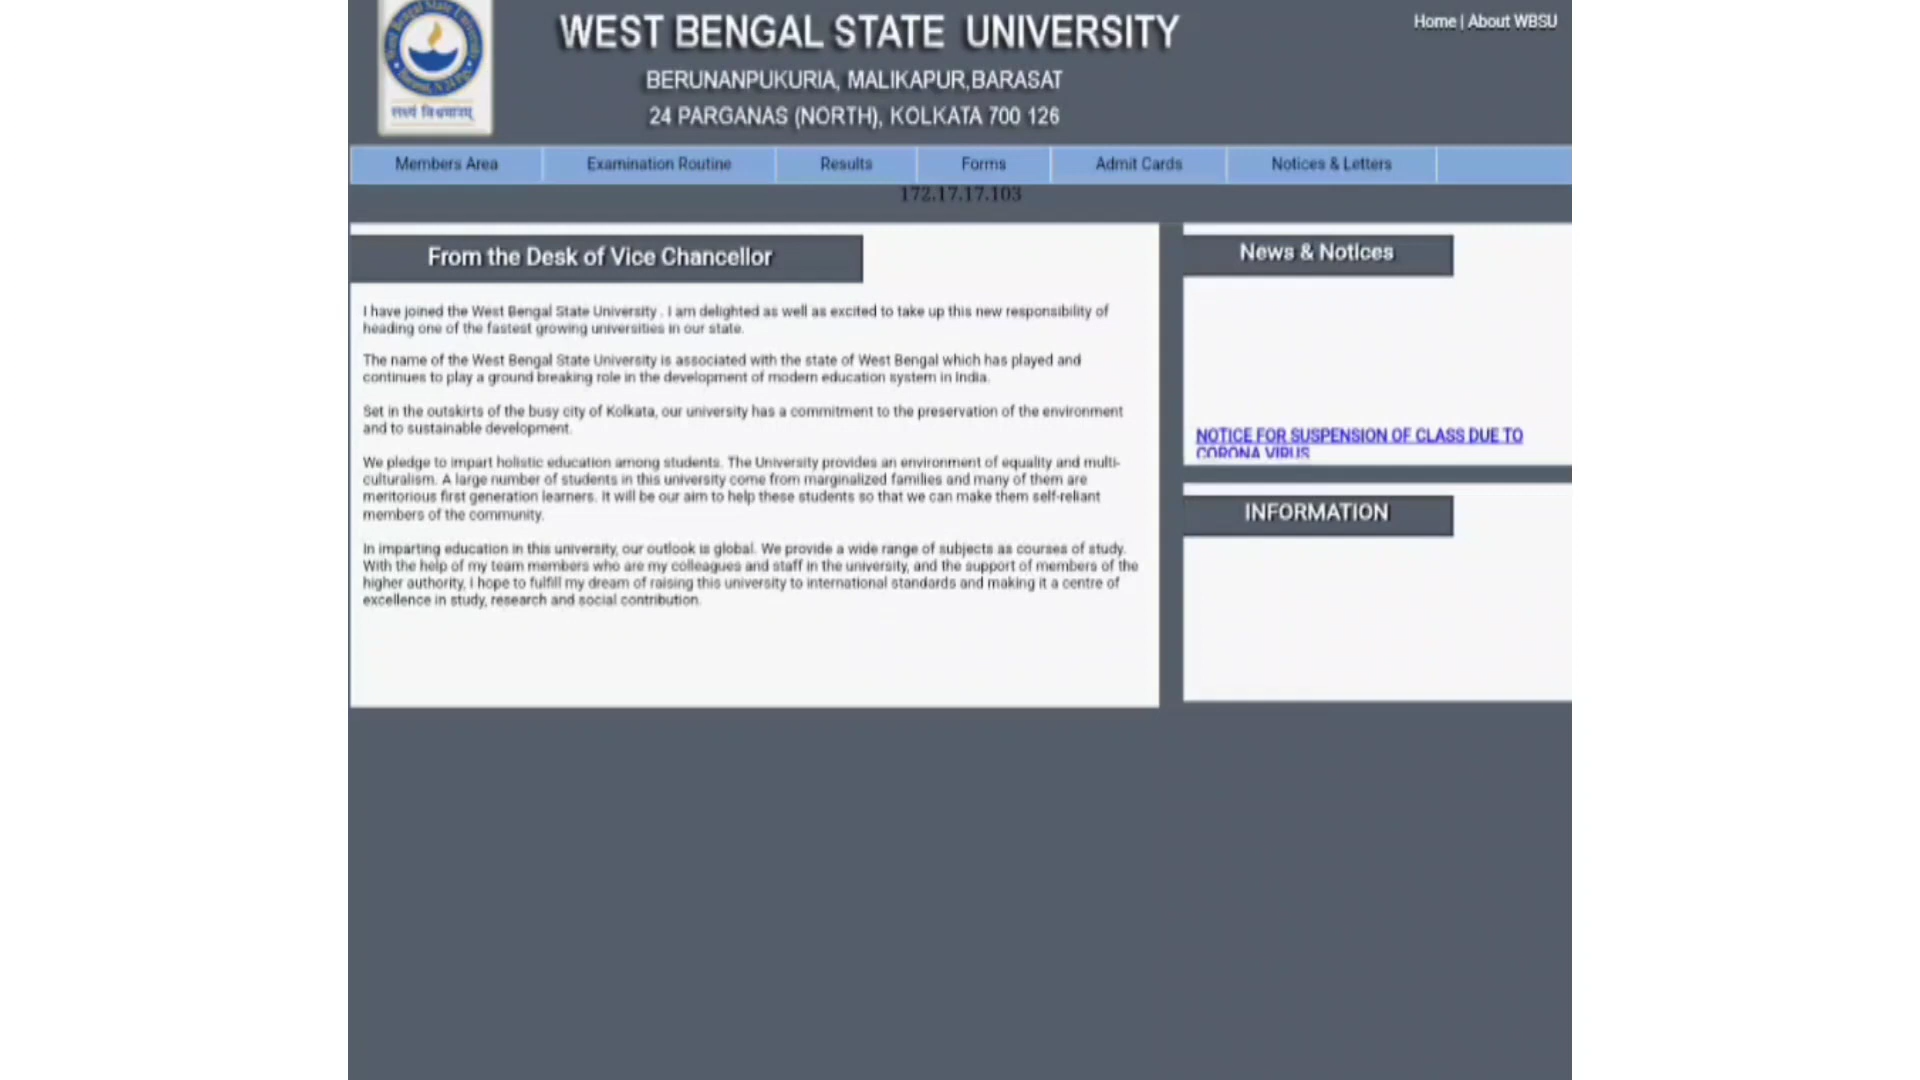 West Bengal State University
WEST BENGAL STATE UNIVERSITY
Home | About WBSU
BERUNANPUKURIA, MALIKAPUR,BARASAT
24 PARGANAS (NORTH), KOLKATA 700 126
Members Area
Examination Routine
Results
Forms
Admit Cards
Notices & Letters
172.17.17.103
From the Desk of Vice Chancellor
I have joined the West Bengal State University . I am delighted as well as excited to take up this new responsibility of
heading one of the fastest growing universities in our state.
The name of the West Bengal State University is associated with the state of West Bengal which has played and
continues to play a ground breaking role in the development of modern education system in India.
Set in the outskirts of the busy city of Kolkata, our university has a commitment to the preservation of the environment
and to sustainable development.
We pledge to impart holistic education among students. The University provides an environment of equality and multi-
culturalism. A large number of students in this university come from marginalized families and many of them are
meritorious first generation learners. It will be our aim to help these students so that we can make them self-reliant
members of the community.
In imparting education in this university, our outlook is global. We provide a wide range of subjects as courses of study.
With the help of my team members who are my colleagues and staff in the university, and the support of members of the
higher authority, I hope to fulfill my dream of raising this university to international standards and making it a centre of
excellence in study, research and social contribution.
News & Notices
NOTICE FOR SUSPENSION OF CLASS DUE TO
CORONA VIRUS
INFORMATION